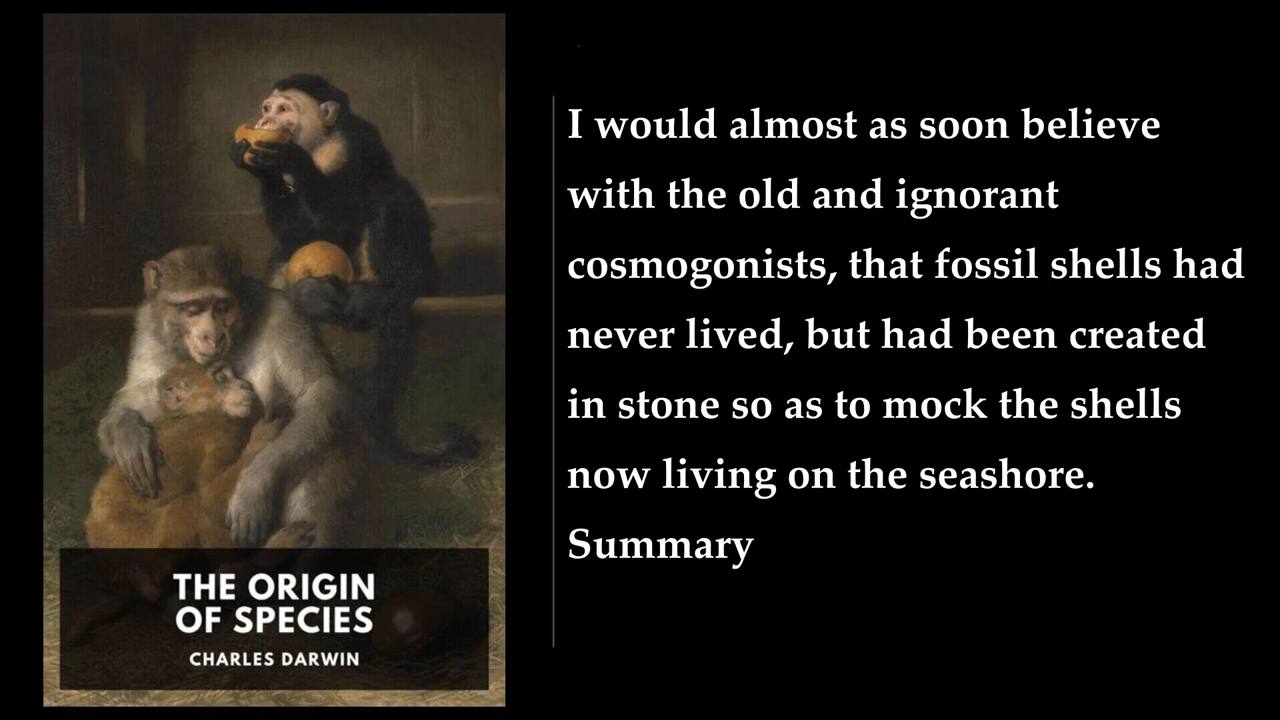 THE ORIGIN
OF SPECIES
CHARLES DARWIN
I would almost as soon believe
with the old and ignorant
cosmogonists, that fossil shells had
never lived, but had been created
in stone so as to mock the shells
now living on the seashore.
Summary